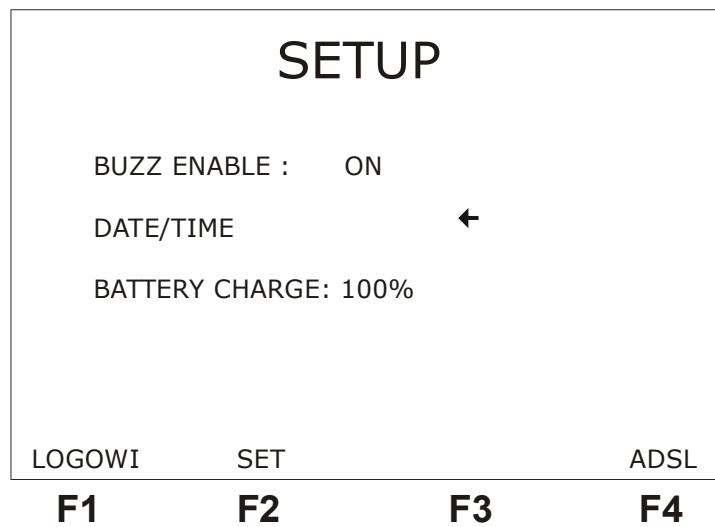 SETUP
BUZZ ENABLE : ON
DATE/TIME
BATTERY CHARGE: 100%
LOGOWI SET ADSL
F1 F2 F3 F4